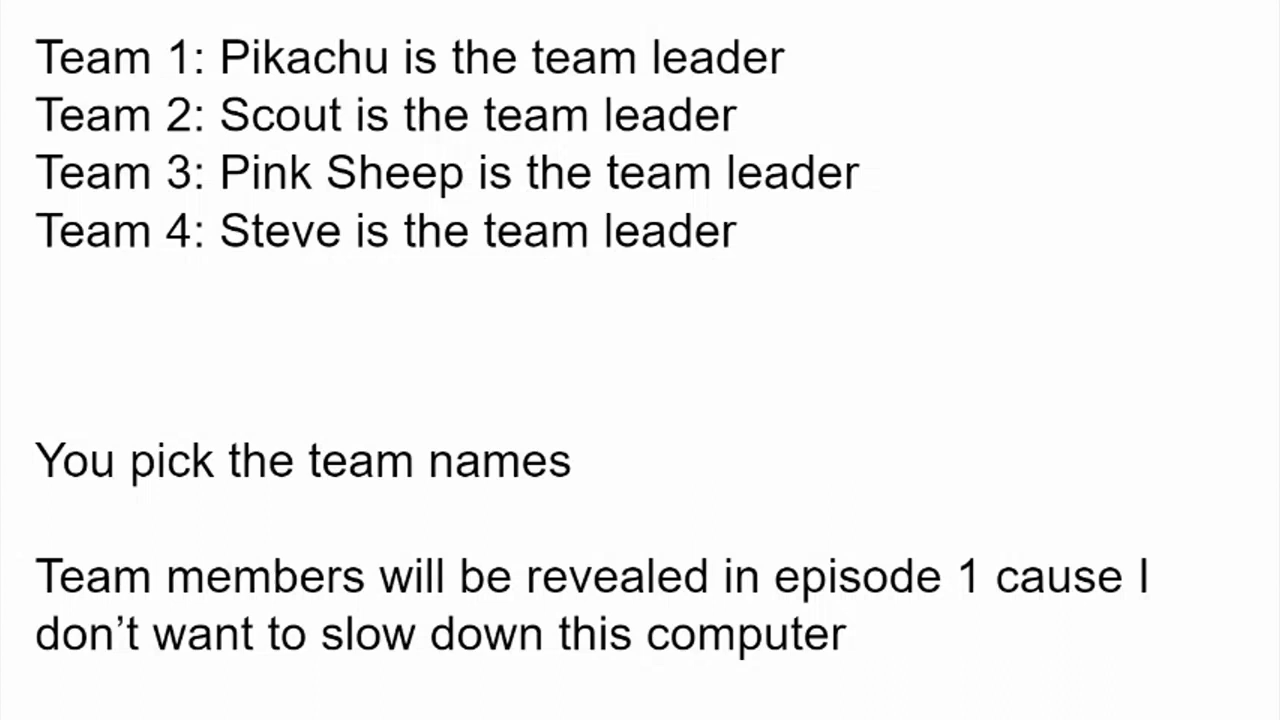 Team 1: Pikachu is the team leader
Team 2: Scout is the team leader
Team 3: Pink Sheep is the team leader
Team 4: Steve is the team leader
You pick the team names
Team members will be revealed in episode 1 cause I
don’t want to slow down this computer